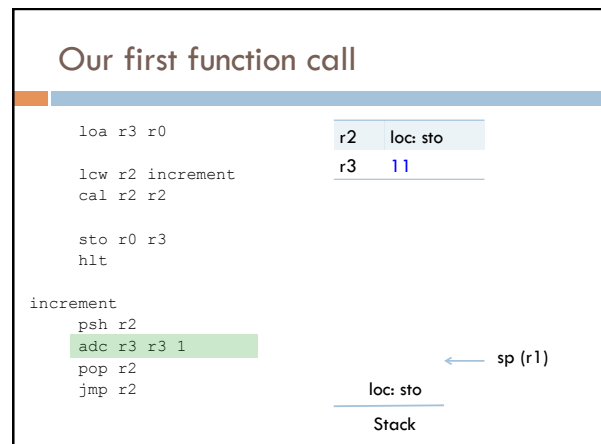 Our first function call
loa r3 r0
lcw r2 increment
cal r2 r2
sto r0 r3
hlt
increment
psh r2
adc r3 r3 1
pop r2
jmp r2
r2 loc: sto
r3 11
sp (r1)
loc: sto
Stack